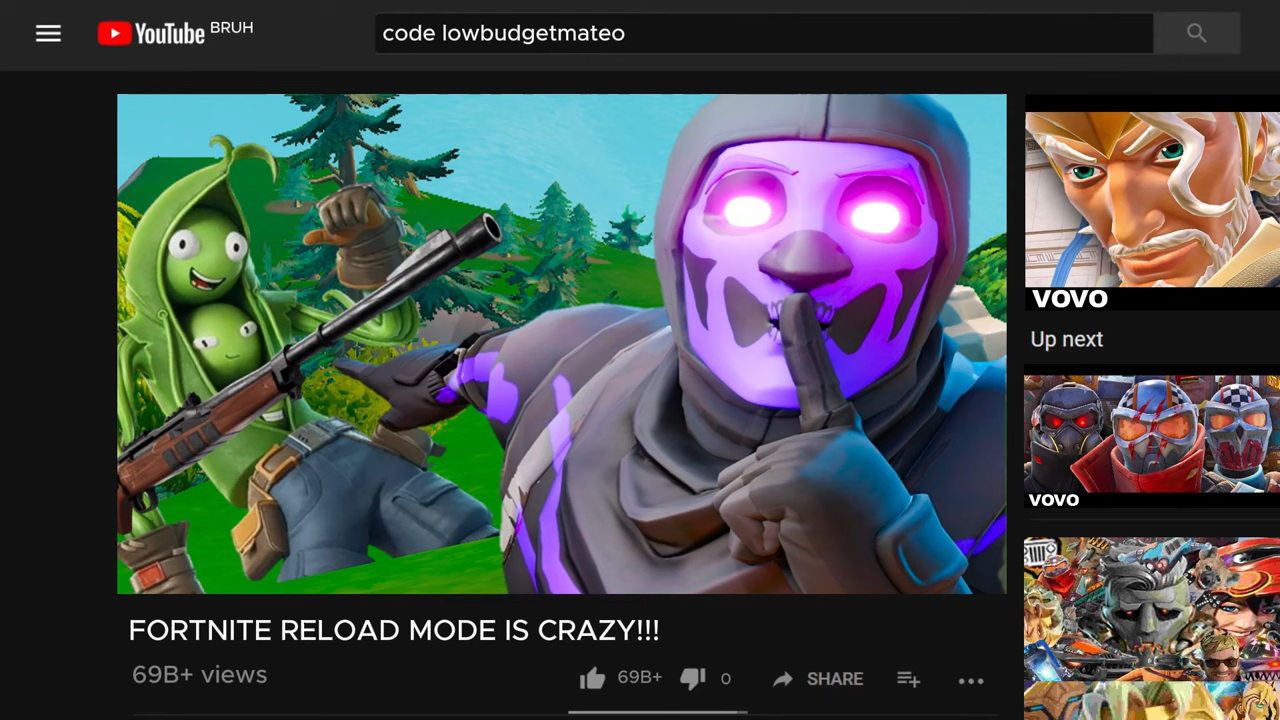 YouTube BRUH
code lowbudgetmateo
VOVO
Up next
VOVO
FORTNITE RELOAD MODE IS CRAZY!!!
69B+ views
69B+
0
SHARE